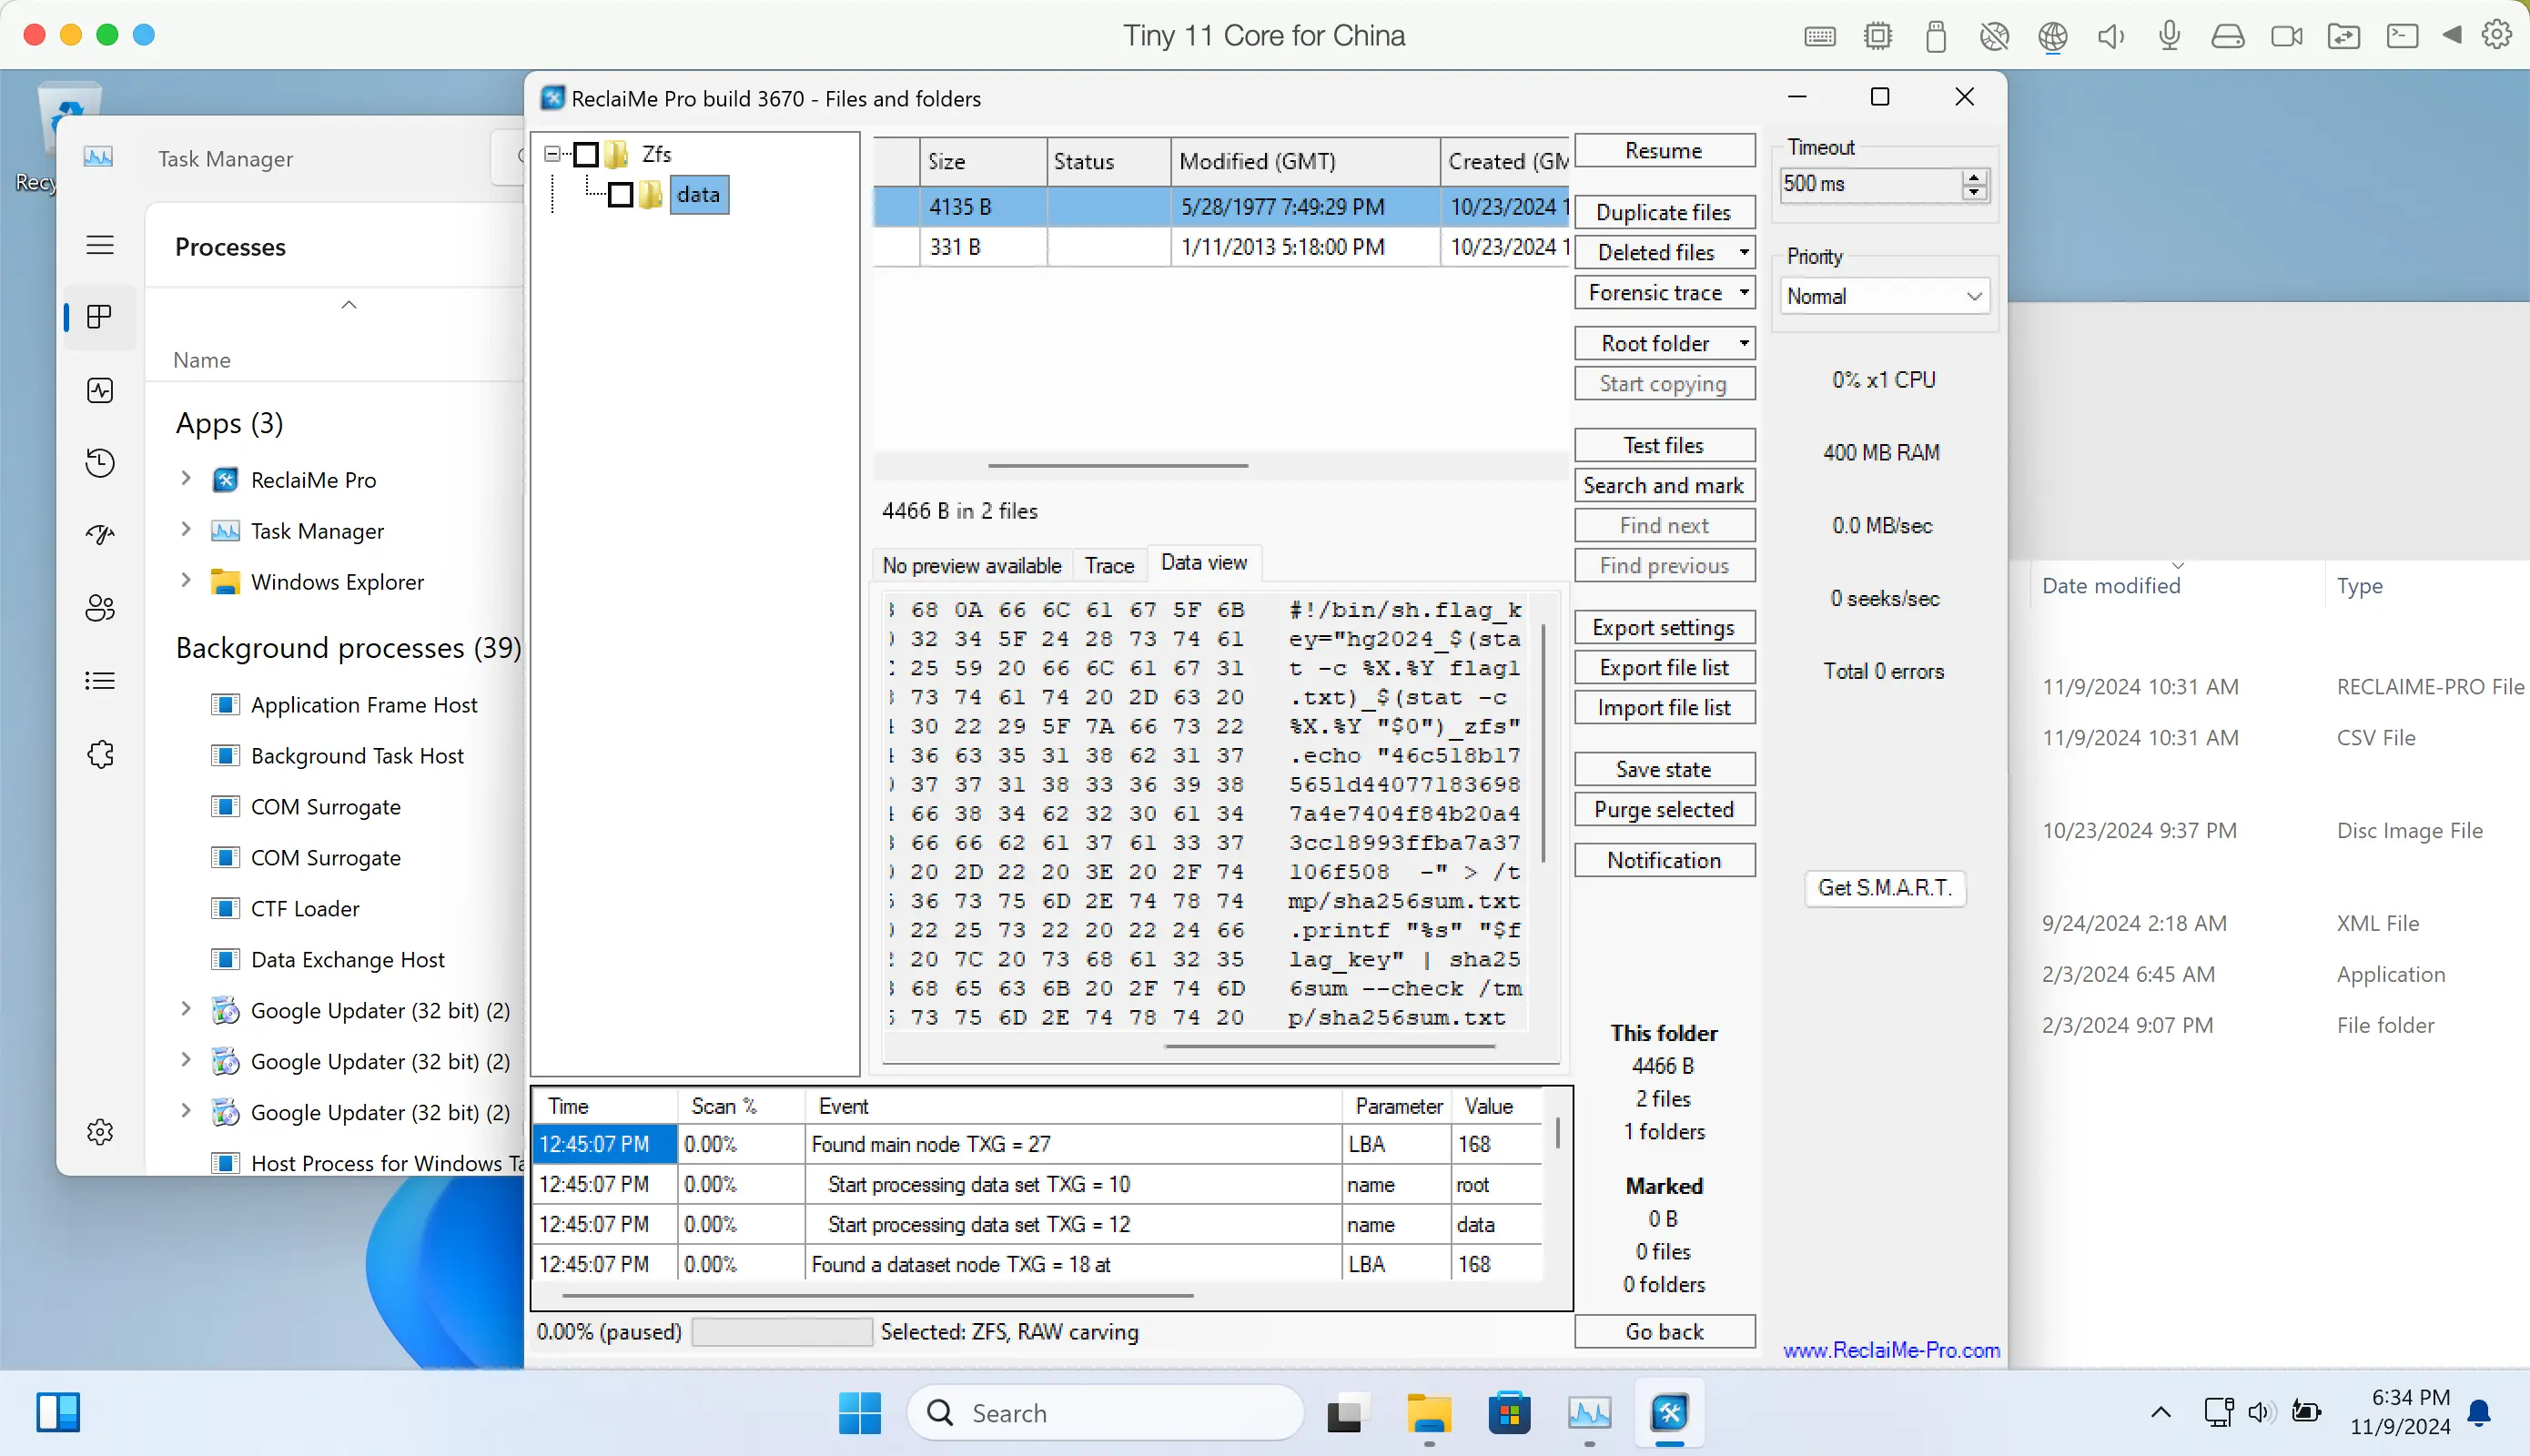 Tiny 11 Core for China
Recy
Task Manager
Processes
Name
Apps (3)
ReclaiMe Pro
Task Manager
Windows Explorer
Background processes (39)
Application Frame Host
Background Task Host
COM Surrogate
COM Surrogate
CTF Loader
Data Exchange Host
Google Updater (32 bit) (2)
Google Updater (32 bit) (2)
Google Updater (32 bit) (2)
Host Process for Windows Ta
ReclaiMe Pro build 3670 - Files and folders
Zfs
data
Size Status Modified (GMT) Created (GM
4135 B 5/28/1977 7:49:29 PM 10/23/2024 1
331 B 1/11/2013 5:18:00 PM 10/23/2024 1
4466 B in 2 files
No preview available Trace Data view
68 0A 66 6C 61 67 5F 6B #!/bin/sh.flag_k
32 34 5F 24 28 73 74 61 ey="hg2024_$(sta
25 59 20 66 6C 61 67 31 t -c %X.%Y flag1
73 74 61 74 20 2D 63 20 .txt)_$(stat -c
30 22 29 5F 7A 66 73 22 %X.%Y "$0")_zfs"
36 63 35 31 38 62 31 37 .echo "46c518b17
37 37 31 38 33 36 39 38 5651d44077183698
66 38 34 62 32 30 61 34 7a4e7404f84b20a4
66 66 62 61 37 61 33 37 3cc18993ffba7a37
20 2D 22 20 3E 20 2F 74 106f508 -" > /t
36 73 75 6D 2E 74 78 74 mp/sha256sum.txt
22 25 73 22 20 22 24 66 .printf "%s" "$f
20 7C 20 73 68 61 32 35 lag_key" | sha25
68 65 63 6B 20 2F 74 6D 6sum --check /tm
73 75 6D 2E 74 78 74 20 p/sha256sum.txt
Time Scan % Event Parameter Value
12:45:07 PM 0.00% Found main node TXG = 27 LBA 168
12:45:07 PM 0.00% Start processing data set TXG = 10 name root
12:45:07 PM 0.00% Start processing data set TXG = 12 name data
12:45:07 PM 0.00% Found a dataset node TXG = 18 at LBA 168
0.00% (paused) Selected: ZFS, RAW carving
Resume
Duplicate files
Deleted files
Forensic trace
Root folder
Start copying
Test files
Search and mark
Find next
Find previous
Export settings
Export file list
Import file list
Save state
Purge selected
Notification
This folder
4466 B
2 files
1 folders
Marked
0 B
0 files
0 folders
Go back
Timeout
500 ms
Priority
Normal
0% x1 CPU
400 MB RAM
0.0 MB/sec
0 seeks/sec
Total 0 errors
Get S.M.A.R.T.
www.ReclaiMe-Pro.com
Date modified Type
11/9/2024 10:31 AM RECLAIME-PRO File
11/9/2024 10:31 AM CSV File
10/23/2024 9:37 PM Disc Image File
9/24/2024 2:18 AM XML File
2/3/2024 6:45 AM Application
2/3/2024 9:07 PM File folder
Search
6:34 PM
11/9/2024